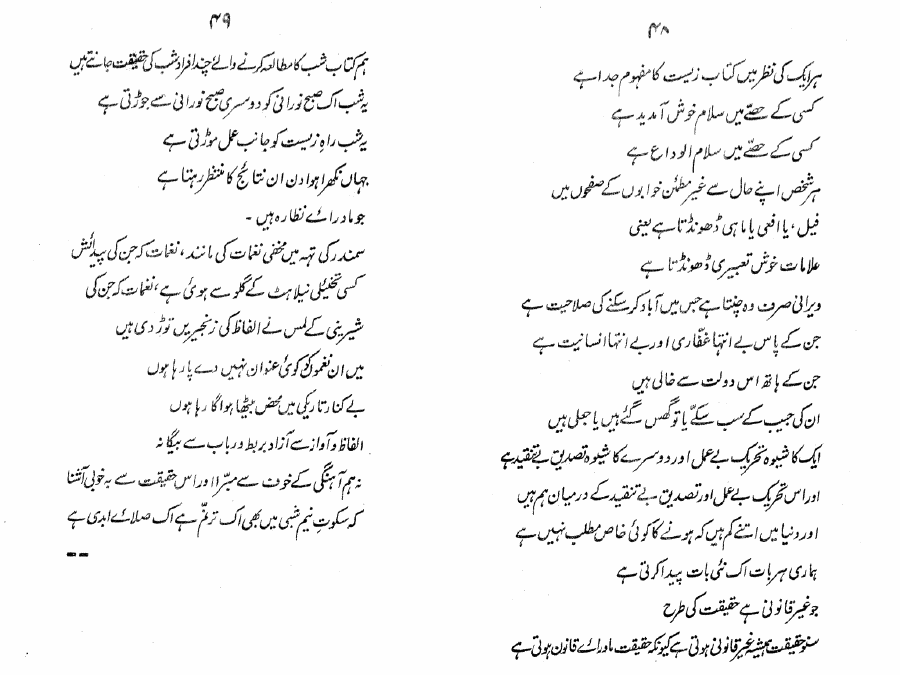 ۴۸
ہر ایک کی نظر میں کتاب زیست کا مفہوم جدا ہے
کسی کے حصّے میں سلام خوش آمدید ہے
کسی کے حصّے میں سلام الوداع ہے
ہر شخص اپنے حال سے غیر مطمئن خوابوں کے صفحوں میں
فیل، یا افعی یا ماہی ڈھونڈتا ہے یعنی
علامات خوش تعبیری ڈھونڈتا ہے
ویرانی صرف وہ چنتا ہے جس میں آباد کر سکنے کی صلاحیت ہے
جن کے پاس بے انتہا غفّاری اور بے انتہا انسانیت ہے
جن کے ہاتھ اس دولت سے خالی ہیں
ان کی جیب کے سب سکّے یا تو گھس گئے ہیں یا جعلی ہیں
ایک کا شیوہ تحریک بے عمل اور دوسرے کا شیوہ تصدیق بے تنقید ہے
اور اس تحریک بے عمل اور تصدیق بے تنقید کے درمیان ہم ہیں
اور دنیا میں اتنے کم ہیں کہ ہونے کا کوئی خاص مطلب نہیں ہے
ہماری ہر بات اک نئی بات پیدا کرتی ہے
جو غیر قانونی ہے حقیقت کی طرح
سنو حقیقت ہمیشہ غیر قانونی ہوتی ہے کیونکہ حقیقت ماورائے قانون ہوتی ہے
۴۹
ہم کتاب شب کا مطالعہ کرنے والے چند افراد شب کی حقیقت جانتے ہیں
یہ شب اک صبح نورانی کو دوسری صبح نورانی سے جوڑتی ہے
یہ شب راہِ زیست کو جانب عمل موڑتی ہے
جہاں نکھرا ہوا دن ان نتائج کا منتظر رہتا ہے
جو ماورائے نظارہ ہیں ۔
سمندر کی تہہ میں مخفی نغمات کی مانند، نغمات کہ جن کی پیدائش
کسی تخیّلی نیلاہٹ کے گلو سے ہوئی ہے، نغمات کہ جن کی
شیرینی کے لمس نے الفاظ کی زنجیریں توڑ دی ہیں
میں ان نغموں کو کوئی عنوان نہیں دے پا رہا ہوں
بے کنار تاریکی میں محض بیٹھا ہوا گا رہا ہوں
الفاظ و آواز سے آزاد بربط و رباب سے بیگانہ
نہ ہم آہنگی کے خوف سے مبرّا اور اس حقیقت سے بہ خوبی آشنا
کہ سکوتِ نیم شبی میں بھی اک ترنّم ہے اک صلائے ابدی ہے